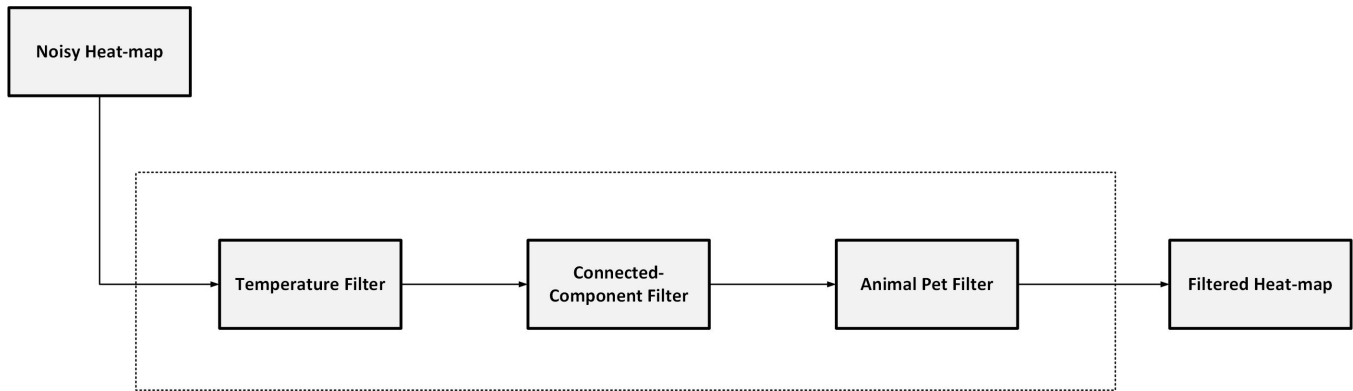 Noisy Heat-map
Temperature Filter
Connected-
Component Filter
Animal Pet Filter
Filtered Heat-map